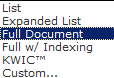 List
Expanded List
Full Document
Full w/ Indexing
KWIC™
Custom...